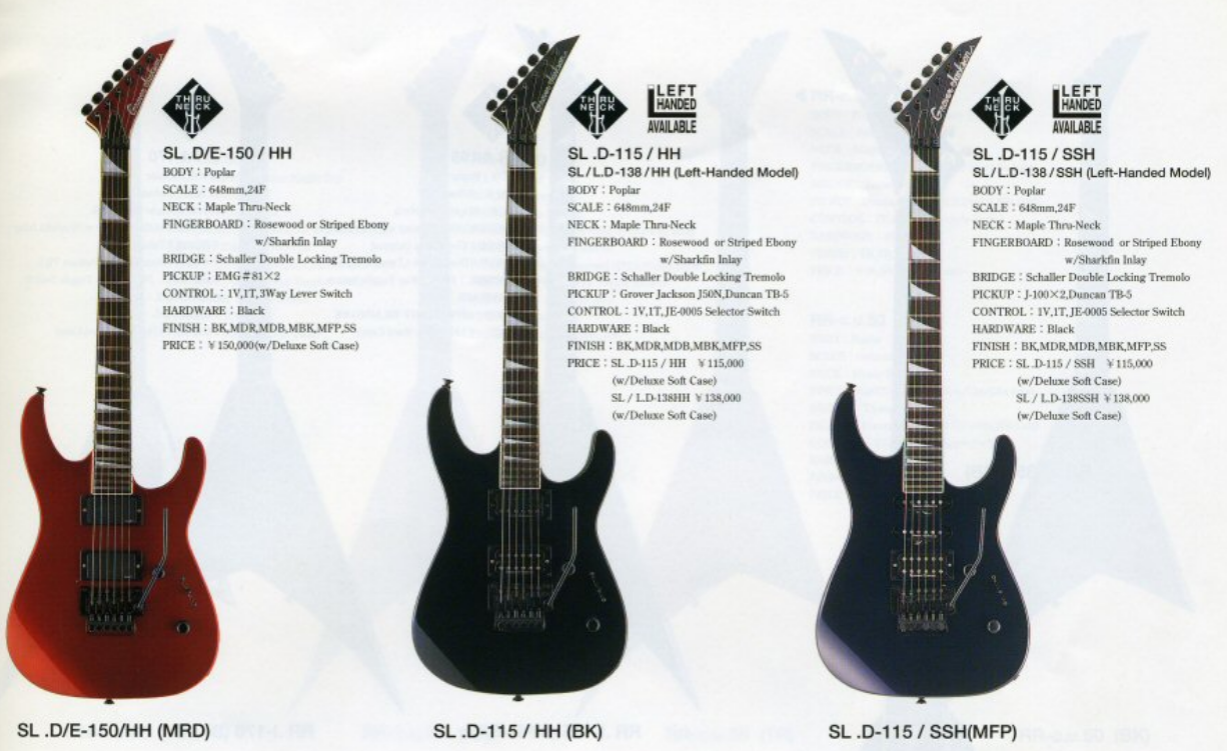 THRU
NECK
SL .D/E-150 / HH
BODY：Poplar
SCALE：648mm,24F
NECK：Maple Thru-Neck
FINGERBOARD：Rosewood or Striped Ebony
w/Sharkfin Inlay
BRIDGE：Schaller Double Locking Tremolo
PICKUP：EMG＃81×2
CONTROL：1V,1T,3Way Lever Switch
HARDWARE：Black
FINISH：BK,MDR,MDB,MBK,MFP,SS
PRICE：￥150,000(w/Deluxe Soft Case)
SL .D/E-150/HH (MRD)
Grover Jackson
THRU
NECK
LEFT
HANDED
AVAILABLE
SL .D-115 / HH
SL/L.D-138 / HH (Left-Handed Model)
BODY：Poplar
SCALE：648mm,24F
NECK：Maple Thru-Neck
FINGERBOARD：Rosewood or Striped Ebony
w/Sharkfin Inlay
BRIDGE：Schaller Double Locking Tremolo
PICKUP：Grover Jackson J50N,Duncan TB-5
CONTROL：1V,1T,JE-0005 Selector Switch
HARDWARE：Black
FINISH：BK,MDR,MDB,MBK,MFP,SS
PRICE：SL .D-115 / HH ￥115,000
(w/Deluxe Soft Case)
SL / L.D-138HH ￥138,000
(w/Deluxe Soft Case)
SL .D-115 / HH (BK)
Grover Jackson
THRU
NECK
LEFT
HANDED
AVAILABLE
SL .D-115 / SSH
SL/L.D-138 / SSH (Left-Handed Model)
BODY：Poplar
SCALE：648mm,24F
NECK：Maple Thru-Neck
FINGERBOARD：Rosewood or Striped Ebony
w/Sharkfin Inlay
BRIDGE：Schaller Double Locking Tremolo
PICKUP：J-100×2,Duncan TB-5
CONTROL：1V,1T,JE-0005 Selector Switch
HARDWARE：Black
FINISH：BK,MDR,MDB,MBK,MFP,SS
PRICE：SL .D-115 / SSH ￥115,000
(w/Deluxe Soft Case)
SL / L.D-138SSH ￥138,000
(w/Deluxe Soft Case)
SL .D-115 / SSH(MFP)
Grover Jackson